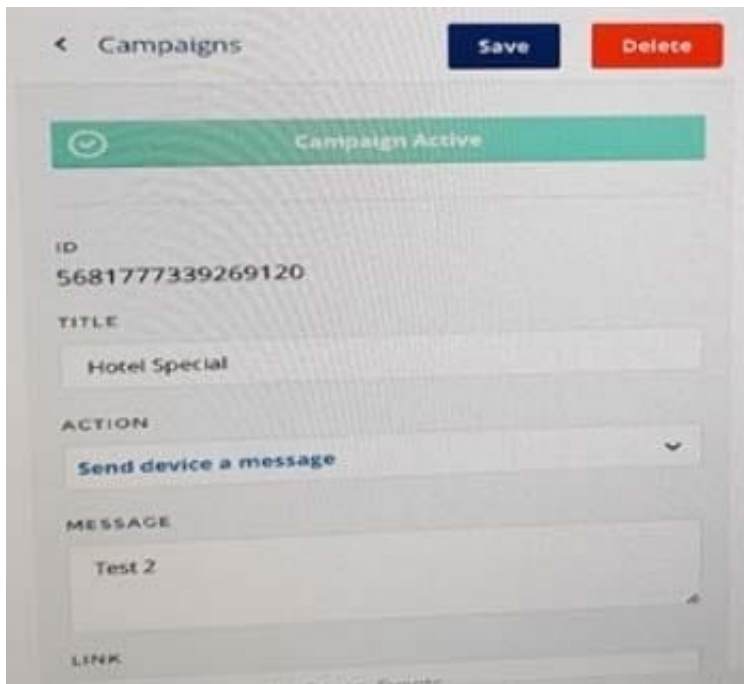 Campaigns
Save
Delete
Campaign Active
ID
5681777339269120
TITLE
Hotel Special
ACTION
Send device a message
MESSAGE
Test 2
LINK